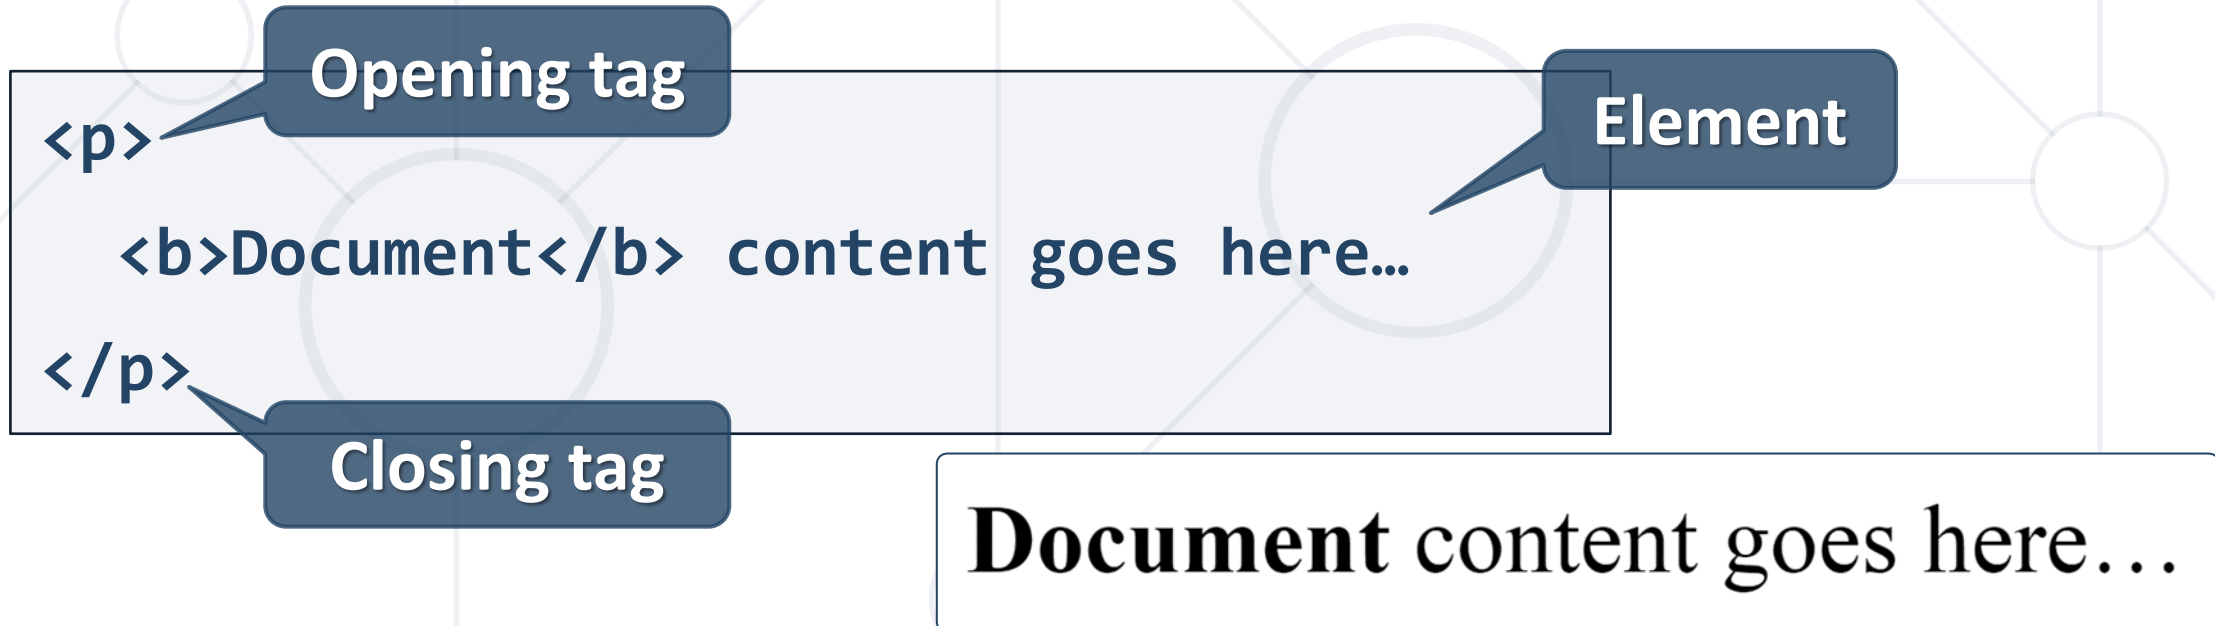 Opening tag
Element
<p>
<b>Document</b> content goes here…
</p>
Closing tag
Document content goes here…